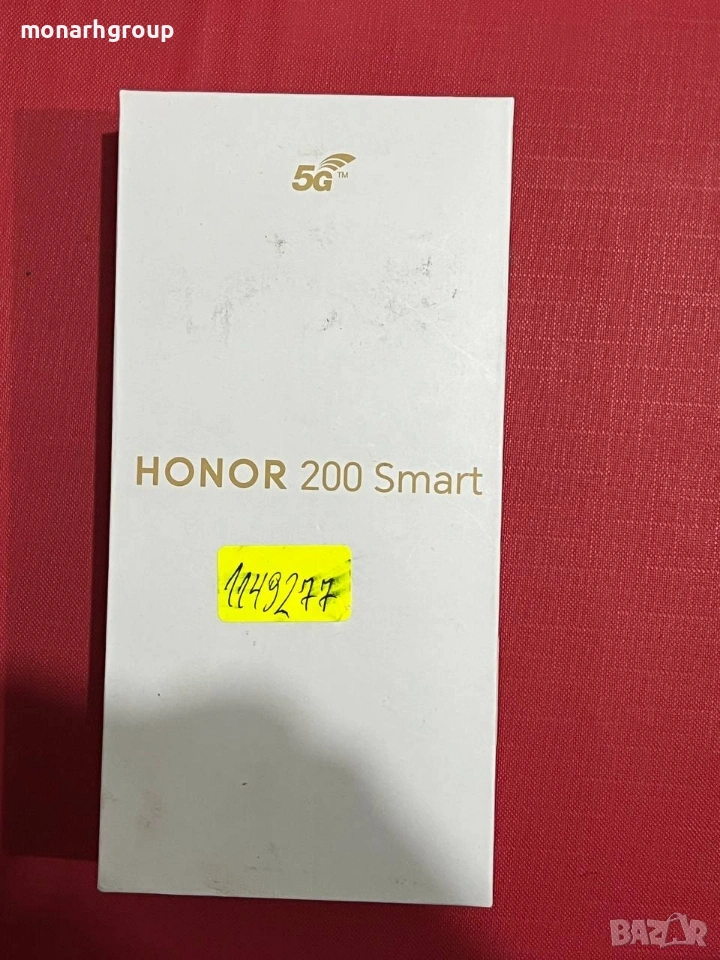 monarhgroup
5G™
HONOR 200 Smart
1149277
BAZAR